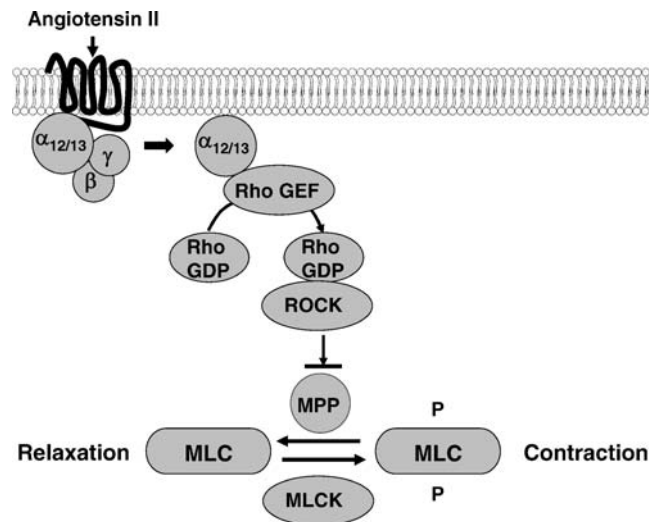 Angiotensin II
α12/13
γ
β
α12/13
Rho GEF
Rho
GDP
Rho
GDP
ROCK
MPP
P
Relaxation
MLC
MLC
Contraction
MLCK
P